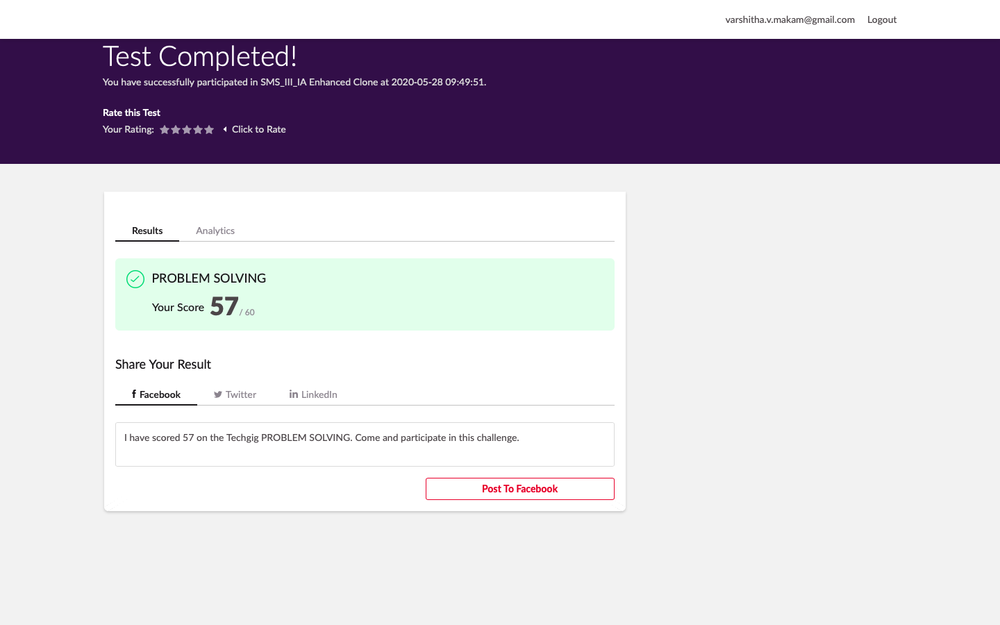 varshitha.v.makam@gmail.com Logout
Test Completed!
You have successfully participated in SMS_III_IA Enhanced Clone at 2020-05-28 09:49:51.
Rate this Test
Your Rating: Click to Rate
Results Analytics
PROBLEM SOLVING
Your Score 57 / 60
Share Your Result
Facebook Twitter LinkedIn
I have scored 57 on the Techgig PROBLEM SOLVING. Come and participate in this challenge.
Post To Facebook